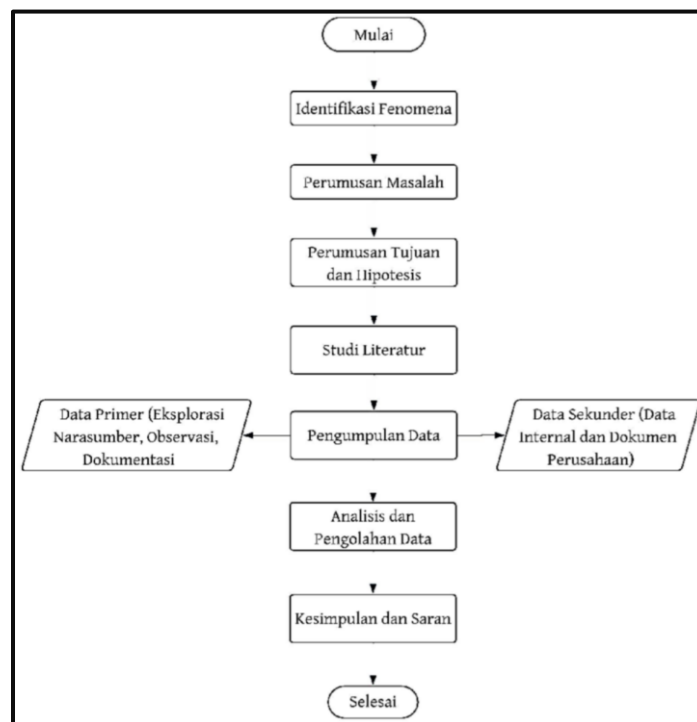 Mulai
Identifikasi Fenomena
Perumusan Masalah
Perumusan Tujuan
dan Hipotesis
Studi Literatur
Data Primer (Eksplorasi
Narasumber, Observasi,
Dokumentasi
Pengumpulan Data
Data Sekunder (Data
Internal dan Dokumen
Perusahaan)
Analisis dan
Pengolahan Data
Kesimpulan dan Saran
Selesai